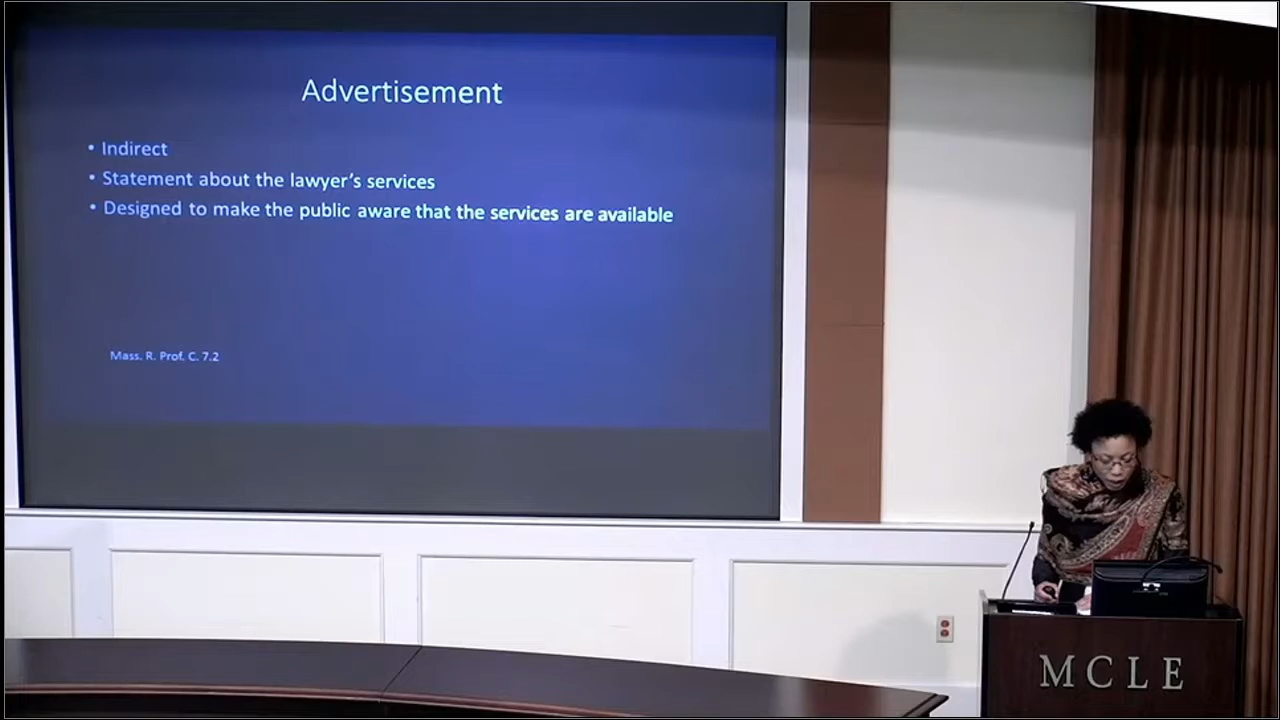 Advertisement
• Indirect
• Statement about the lawyer's services
• Designed to make the public aware that the services are available
Mass. R. Prof. C. 7.2
MCLE